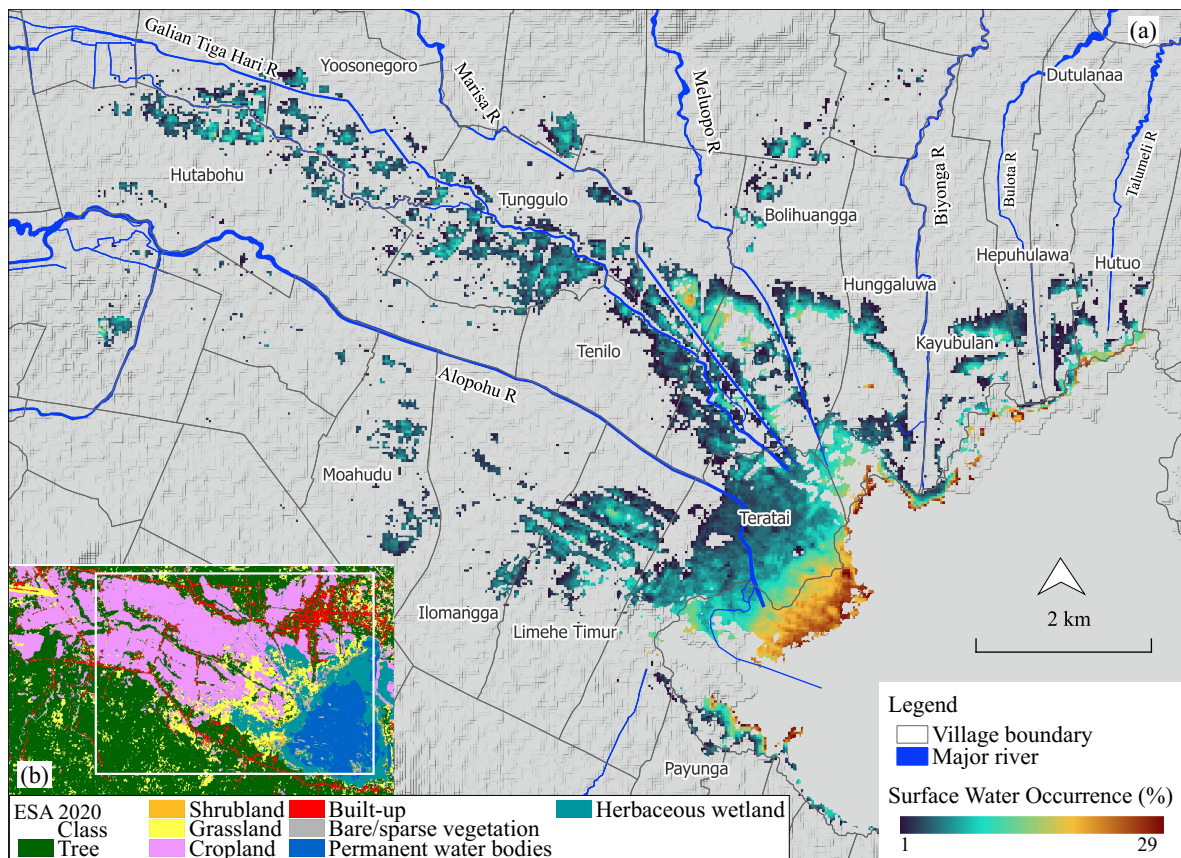 (a)
Galian Tiga Hari R
Yoosonegoro
Marisa R
Meluopo R
Dutulanaa
Biyonga R
Bulota R
Talumeli R
Hutabohu
Tunggulo
Bolihuangga
Hepuhulawa
Hutuo
Hunggaluwa
Kayubulan
Tenilo
Alopohu R
Moahudu
Teratai
Ilomangga
Limehe Timur
2 km
Payunga
(b)
Legend
Village boundary
Major river
Surface Water Occurrence (%)
1 29
ESA 2020
Class
Tree
Shrubland
Grassland
Cropland
Built-up
Bare/sparse vegetation
Permanent water bodies
Herbaceous wetland